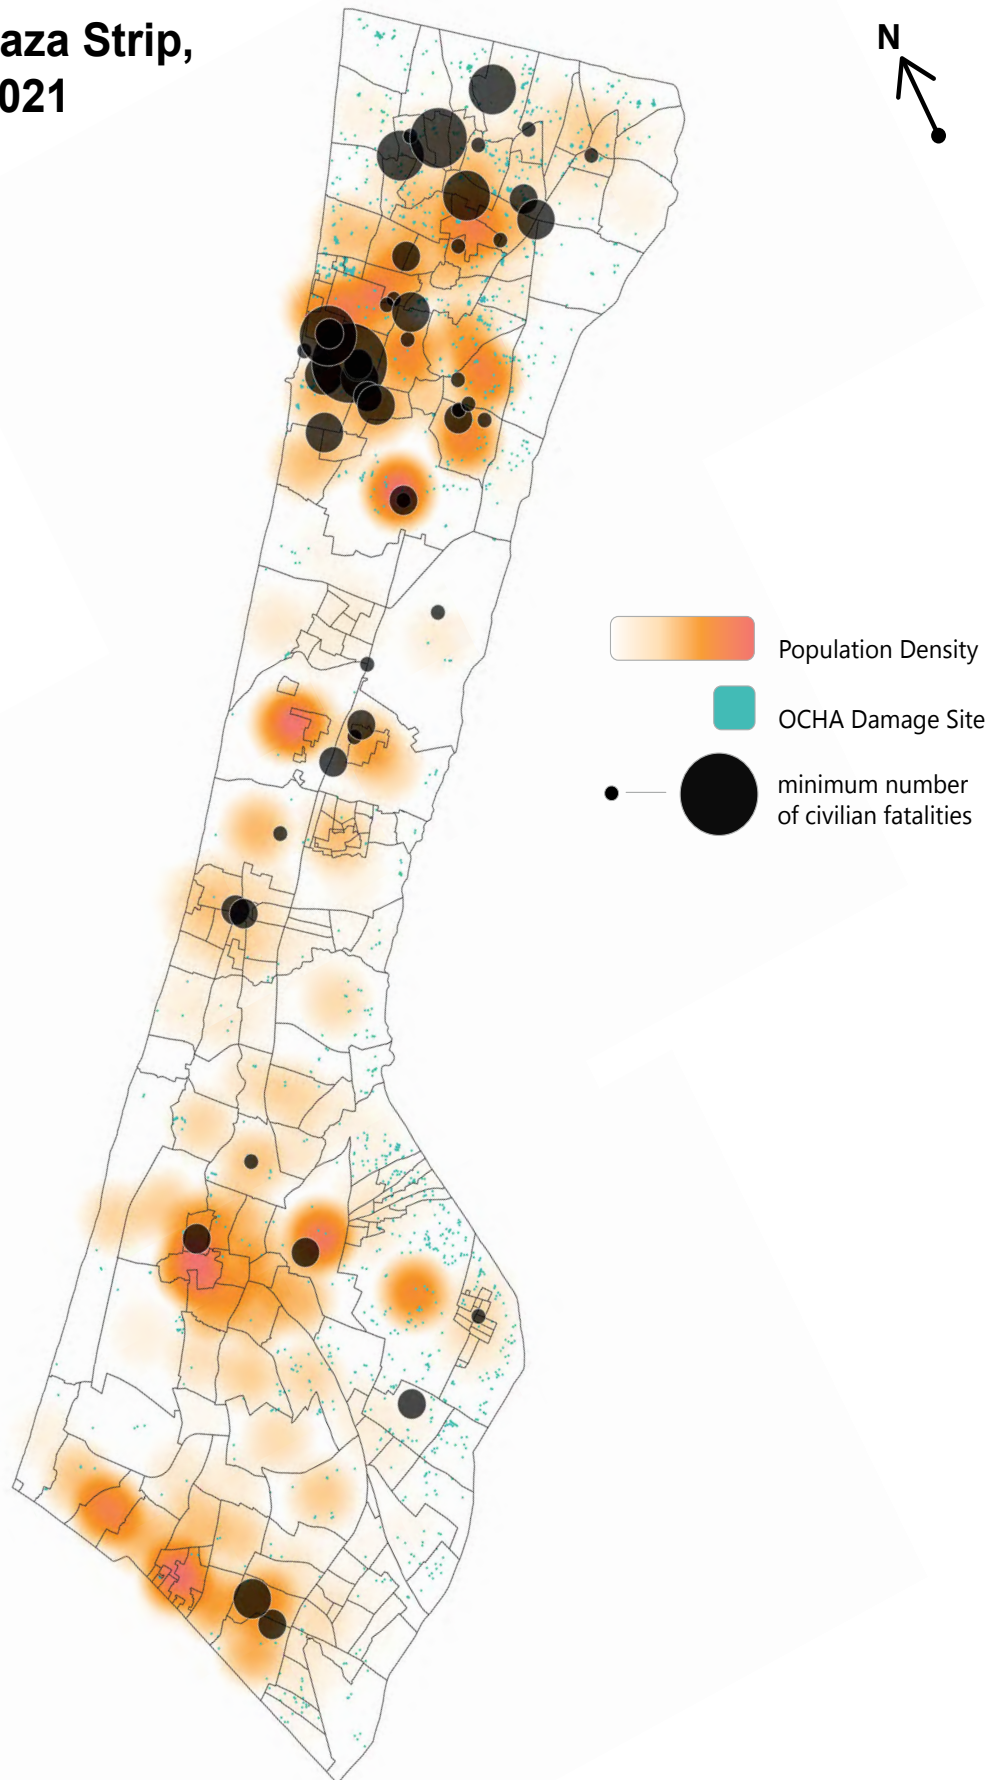 aza Strip,
021
N
Population Density
OCHA Damage Site
minimum number
of civilian fatalities